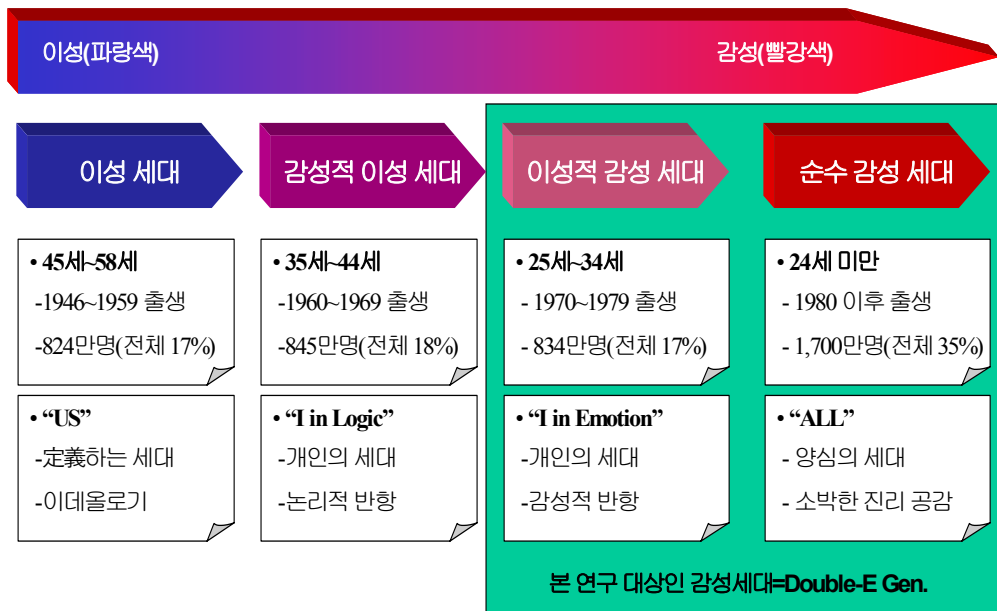 이성(파랑색)
감성(빨강색)
이성 세대
감성적 이성 세대
이성적 감성 세대
순수 감성 세대
• 45세~58세
-1946~1959 출생
-824만명(전체 17%)
• 35세~44세
-1960~1969 출생
-845만명(전체 18%)
• 25세~34세
- 1970~1979 출생
- 834만명(전체 17%)
• 24세 미만
- 1980 이후 출생
- 1,700만명(전체 35%)
• “US”
-定義하는 세대
-이데올로기
• “I in Logic”
-개인의 세대
-논리적 반항
• “I in Emotion”
-개인의 세대
-감성적 반항
• “ALL”
- 양심의 세대
- 소박한 진리 공감
본 연구 대상인 감성세대=Double-E Gen.